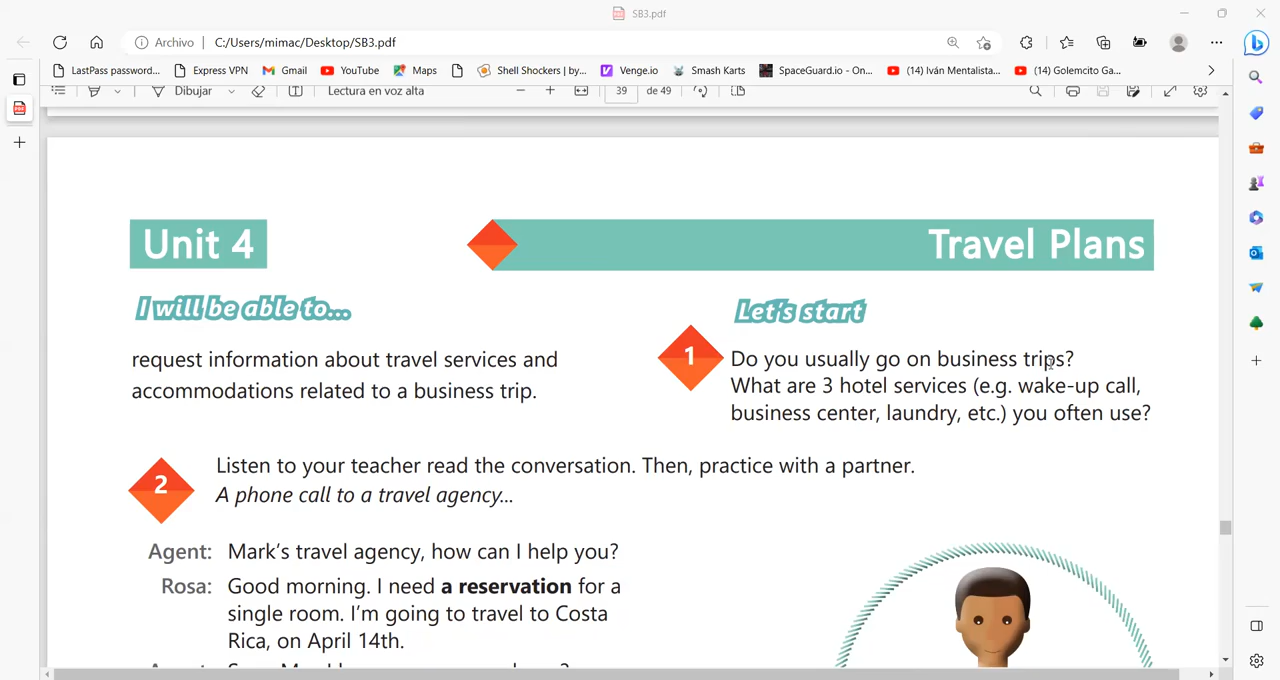 SB3.pdf
Archivo C:/Users/mimac/Desktop/SB3.pdf
LastPass password... Express VPN Gmail YouTube Maps Shell Shockers | by... Venge.io Smash Karts SpaceGuard.io - On... (14) Iván Mentalista... (14) Golemcito Ga...
Dibujar Lectura en voz alta 39 de 49
Unit 4
Travel Plans
I will be able to...
request information about travel services and
accommodations related to a business trip.
Let's start
1
Do you usually go on business trips?
What are 3 hotel services (e.g. wake-up call,
business center, laundry, etc.) you often use?
2
Listen to your teacher read the conversation. Then, practice with a partner.
A phone call to a travel agency...
Agent: Mark's travel agency, how can I help you?
Rosa: Good morning. I need a reservation for a
single room. I'm going to travel to Costa
Rica, on April 14th.